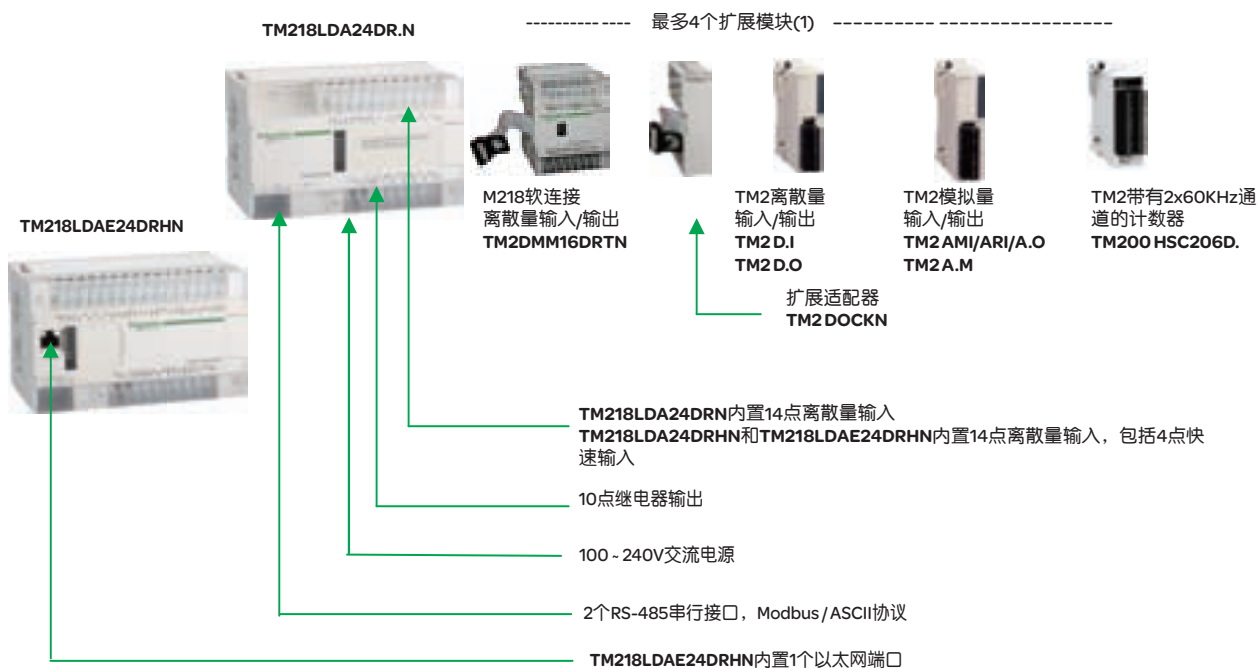 TM218LDA24DR.N
最多4个扩展模块(1)
M218软连接
离散量输入/输出
TM2DMM16DRTN
TM2离散量
输入/输出
TM2 D.I
TM2 D.O
TM2模拟量
输入/输出
TM2 AMI/ARI/A.O
TM2 A.M
TM2带有2x60KHz通
道的计数器
TM200 HSC206D.
扩展适配器
TM2 DOCKN
TM218LDAE24DRHN
TM218LDA24DRN内置14点离散量输入
TM218LDA24DRHN和TM218LDAE24DRHN内置14点离散量输入，包括4点快
速输入
10点继电器输出
100 ~ 240V交流电源
2个RS-485串行接口，Modbus / ASCII协议
TM218LDAE24DRHN内置1个以太网端口